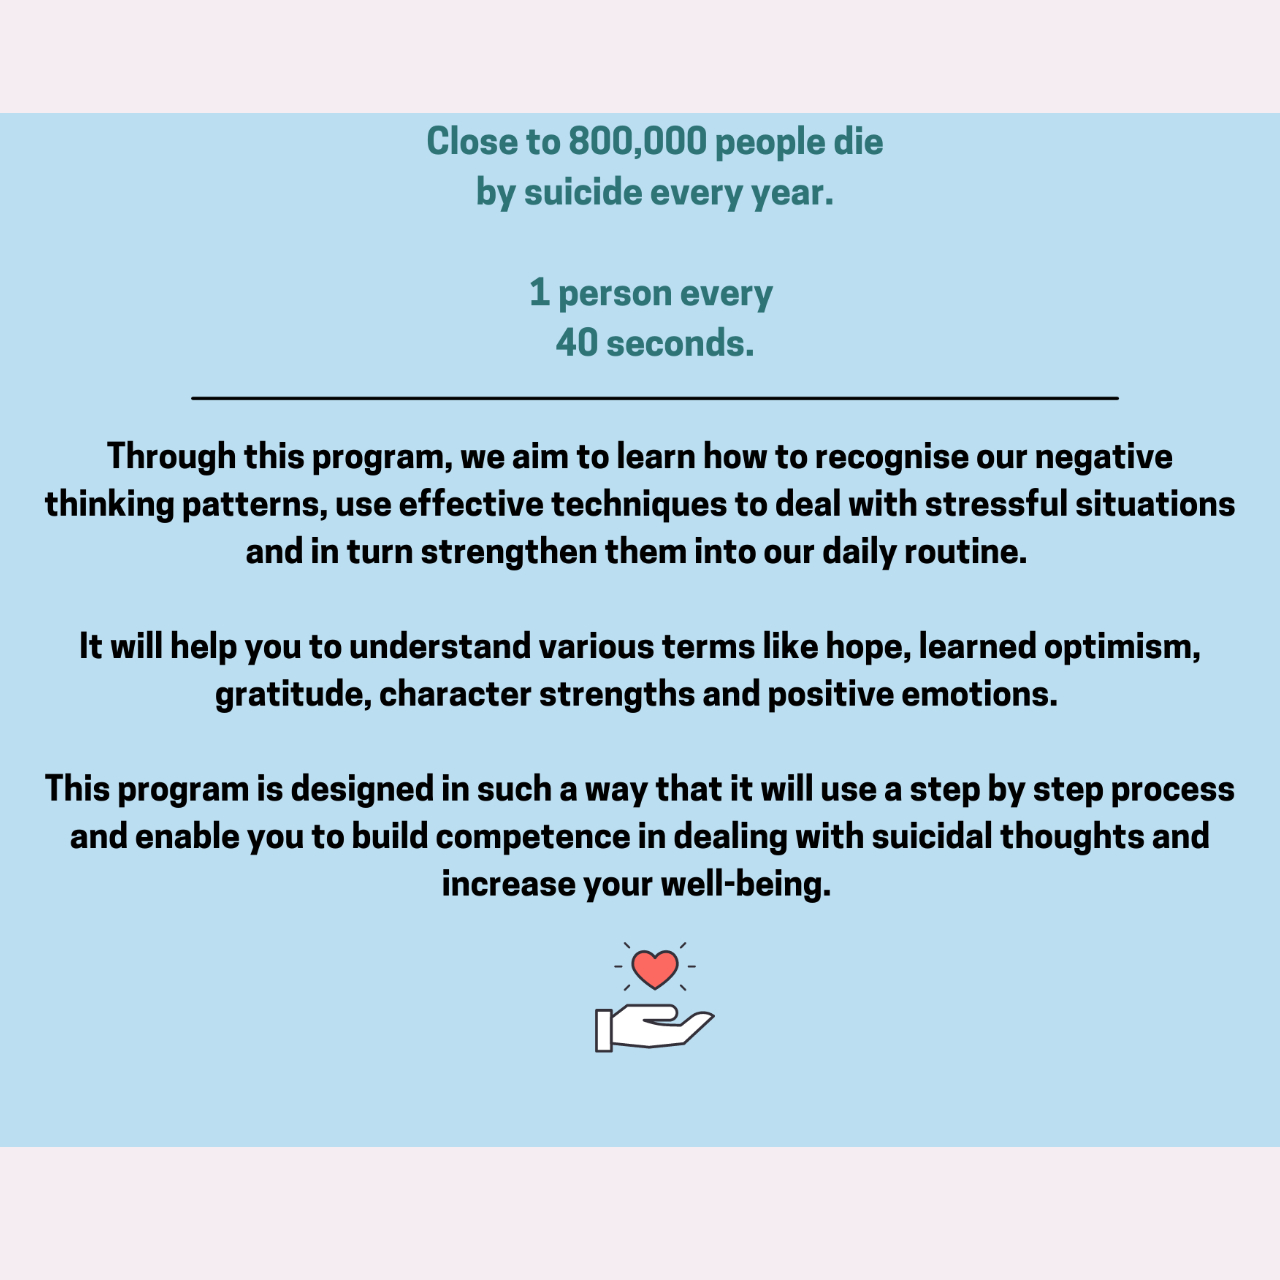 Close to 800,000 people die
by suicide every year.
1 person every
40 seconds.
Through this program, we aim to learn how to recognise our negative
thinking patterns, use effective techniques to deal with stressful situations
and in turn strengthen them into our daily routine.
It will help you to understand various terms like hope, learned optimism,
gratitude, character strengths and positive emotions.
This program is designed in such a way that it will use a step by step process
and enable you to build competence in dealing with suicidal thoughts and
increase your well-being.